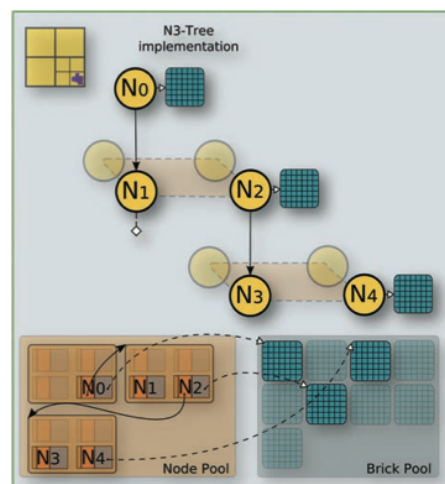 N3-Tree
implementation
N0
N1
N2
N3
N4
N0
N1
N2
N3
N4
Node Pool
Brick Pool